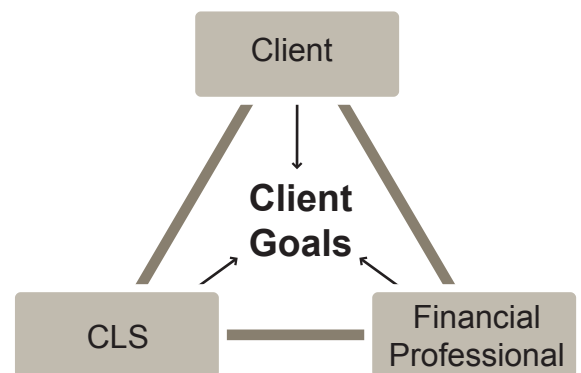 Client
Client
Goals
CLS
Financial
Professional